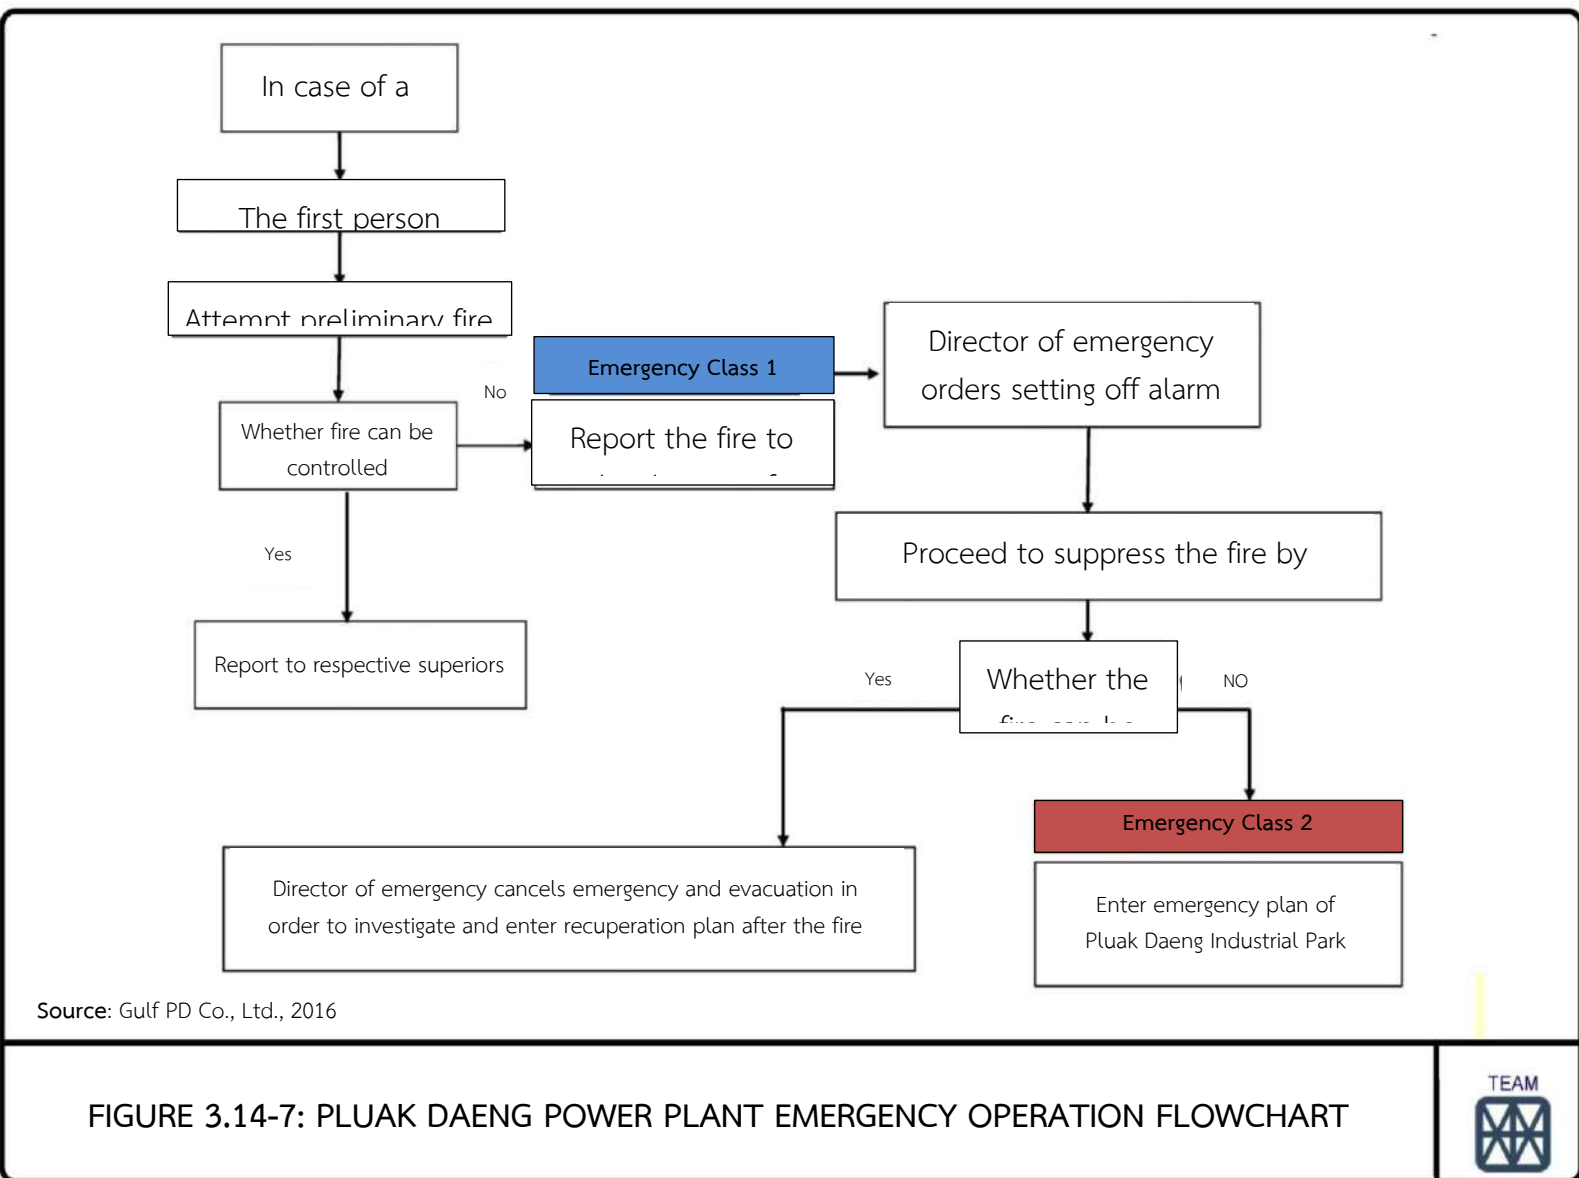 In case of a
The first person
Attempt preliminary fire
Emergency Class 1
Director of emergency
orders setting off alarm
No
Whether fire can be
controlled
Report the fire to
Yes
Proceed to suppress the fire by
Report to respective superiors
Yes
Whether the
fire can be
NO
Emergency Class 2
Director of emergency cancels emergency and evacuation in
order to investigate and enter recuperation plan after the fire
Enter emergency plan of
Pluak Daeng Industrial Park
Source: Gulf PD Co., Ltd., 2016
FIGURE 3.14-7: PLUAK DAENG POWER PLANT EMERGENCY OPERATION FLOWCHART
TEAM